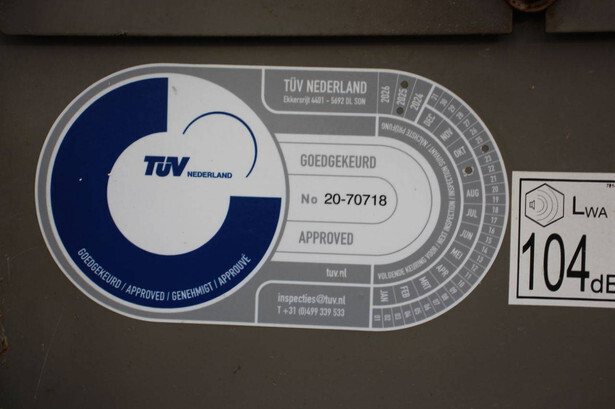 TÜV NEDERLAND
Ekkersrijt 4401 - 5692 DL SON
TÜV
NEDERLAND
GOEDGEKEURD
No 20-70718
APPROVED
tuv.nl
inspecties@tuv.nl
T +31 (0)499 339 533
GOEDGEKEURD / APPROVED / GENEHMIGT / APPROUVÉ
2026
2025
2024
DEC
NOV
AUG
JUL
JUN
MEI
APR
MRT
FEB
JAN
LWA
104dB